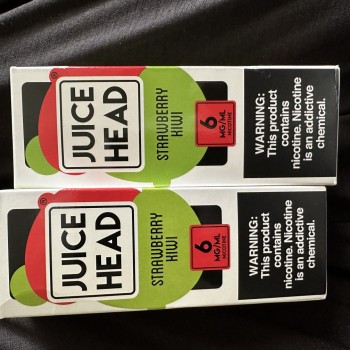 JUICE
HEAD
®
STRAWBERRY
KIWI
6
MG/ML
NICOTINE
WARNING:
This product
contains
nicotine. Nicotine
is an addictive
chemical.
JUICE
HEAD
®
STRAWBERRY
KIWI
6
MG/ML
NICOTINE
WARNING:
This product
contains
nicotine. Nicotine
is an addictive
chemical.